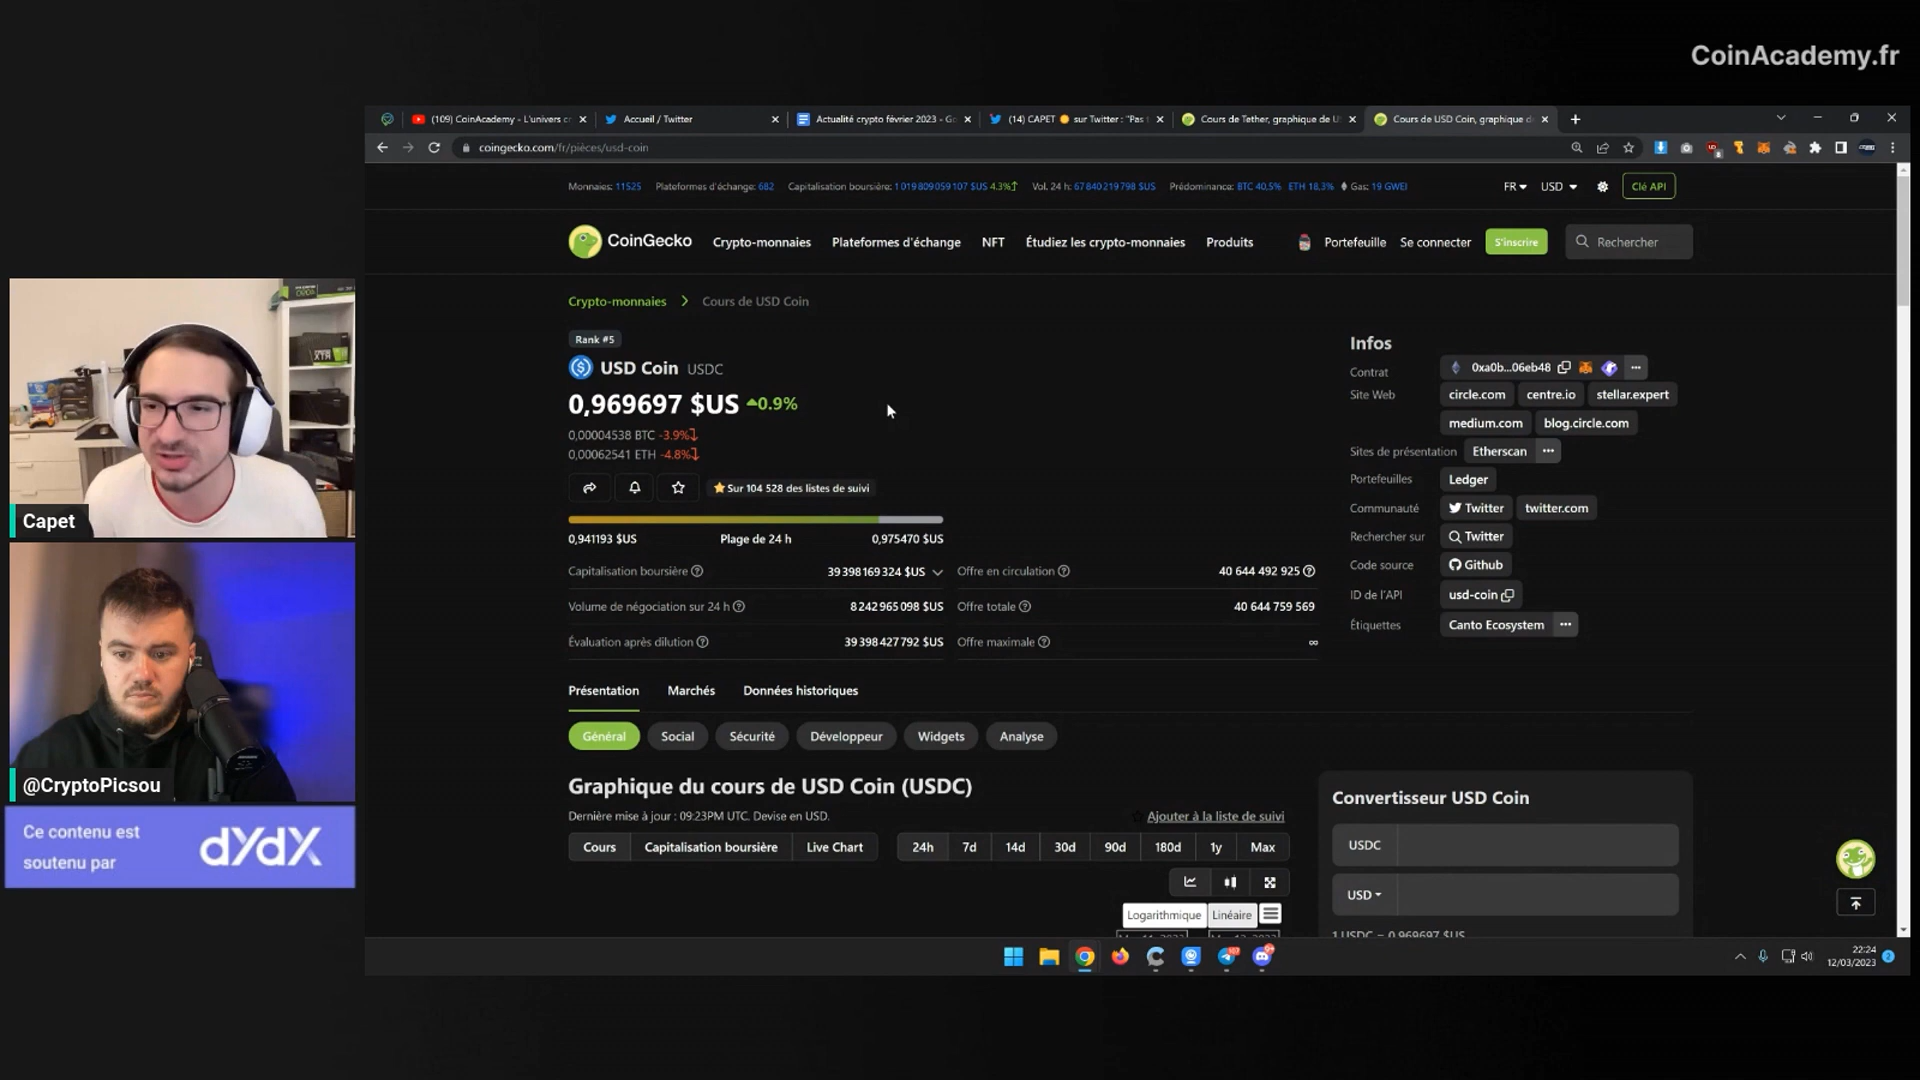 CoinAcademy.fr
(109) CoinAcademy - L'univers cr
Accueil / Twitter
Actualité crypto février 2023 - Go
(14) CAPET sur Twitter : "Pas
Cours de Tether, graphique de U
Cours de USD Coin, graphique d
coingecko.com/fr/pièces/usd-coin
Monnaies: 11525 Plateformes d'échange: 682 Capitalisation boursière: 1 019 809 059 107 $US 4.3% Vol. 24 h: 67 840 219 798 $US Prédominance: BTC 40,5% ETH 18.3% Gas: 19 GWEI
FR USD Clé API
CoinGecko Crypto-monnaies Plateformes d'échange NFT Étudiez les crypto-monnaies Produits Portefeuille Se connecter S'inscrire Rechercher
Crypto-monnaies > Cours de USD Coin
Rank #5
USD Coin USDC
0,969697 $US 0.9%
0,00004538 BTC -3.9%
0,00062541 ETH -4.8%
Sur 104 528 des listes de suivi
0,941193 $US Plage de 24 h 0,975470 $US
Capitalisation boursière 39 398 169 324 $US
Offre en circulation 40 644 492 925
Volume de négociation sur 24 h 8 242 965 098 $US
Offre totale 40 644 759 569
Évaluation après dilution 39 398 427 792 $US
Offre maximale ∞
Infos
Contrat 0xa0b...06eb48 ...
Site Web circle.com centre.io stellar.expert
medium.com blog.circle.com
Sites de présentation Etherscan ...
Portefeuilles Ledger
Communauté Twitter twitter.com
Rechercher sur Twitter
Code source Github
ID de l'API usd-coin
Étiquettes Canto Ecosystem ...
Présentation Marchés Données historiques
Général Social Sécurité Développeur Widgets Analyse
Graphique du cours de USD Coin (USDC)
Dernière mise à jour : 09:23PM UTC. Devise en USD.
Ajouter à la liste de suivi
Cours Capitalisation boursière Live Chart
24h 7d 14d 30d 90d 180d 1y Max
Logarithmique Linéaire
Convertisseur USD Coin
USDC
USD
1 USDC = 0.969697 $US
Capet
@CryptoPicsou
Ce contenu est
soutenu par
dYdX
22:24
12/03/2023
2